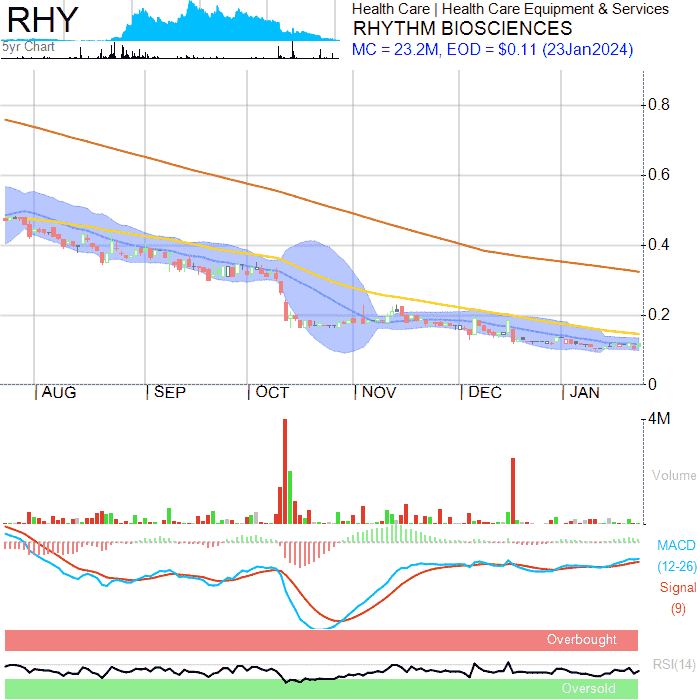 RHY
5yr Chart
Health Care | Health Care Equipment & Services
RHYTHM BIOSCIENCES
MC = 23.2M, EOD = $0.11 (23Jan2024)
0.8
0.6
0.4
0.2
0
AUG SEP OCT NOV DEC JAN
4M
Volume
0
MACD
(12-26)
Signal
(9)
Overbought
RSI(14)
Oversold